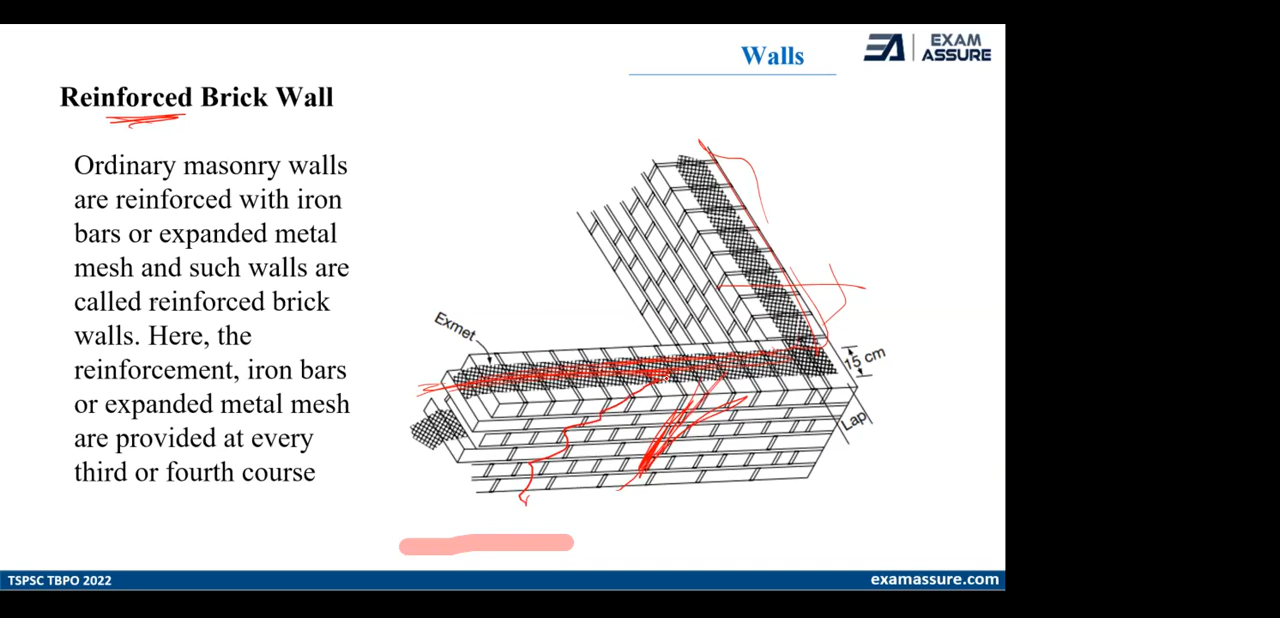 Walls
EXAM
ASSURE
Reinforced Brick Wall
Ordinary masonry walls
are reinforced with iron
bars or expanded metal
mesh and such walls are
called reinforced brick
walls. Here, the
reinforcement, iron bars
or expanded metal mesh
are provided at every
third or fourth course
Exmet
15 cm
Lap
TSPSC TBPO 2022
examassure.com